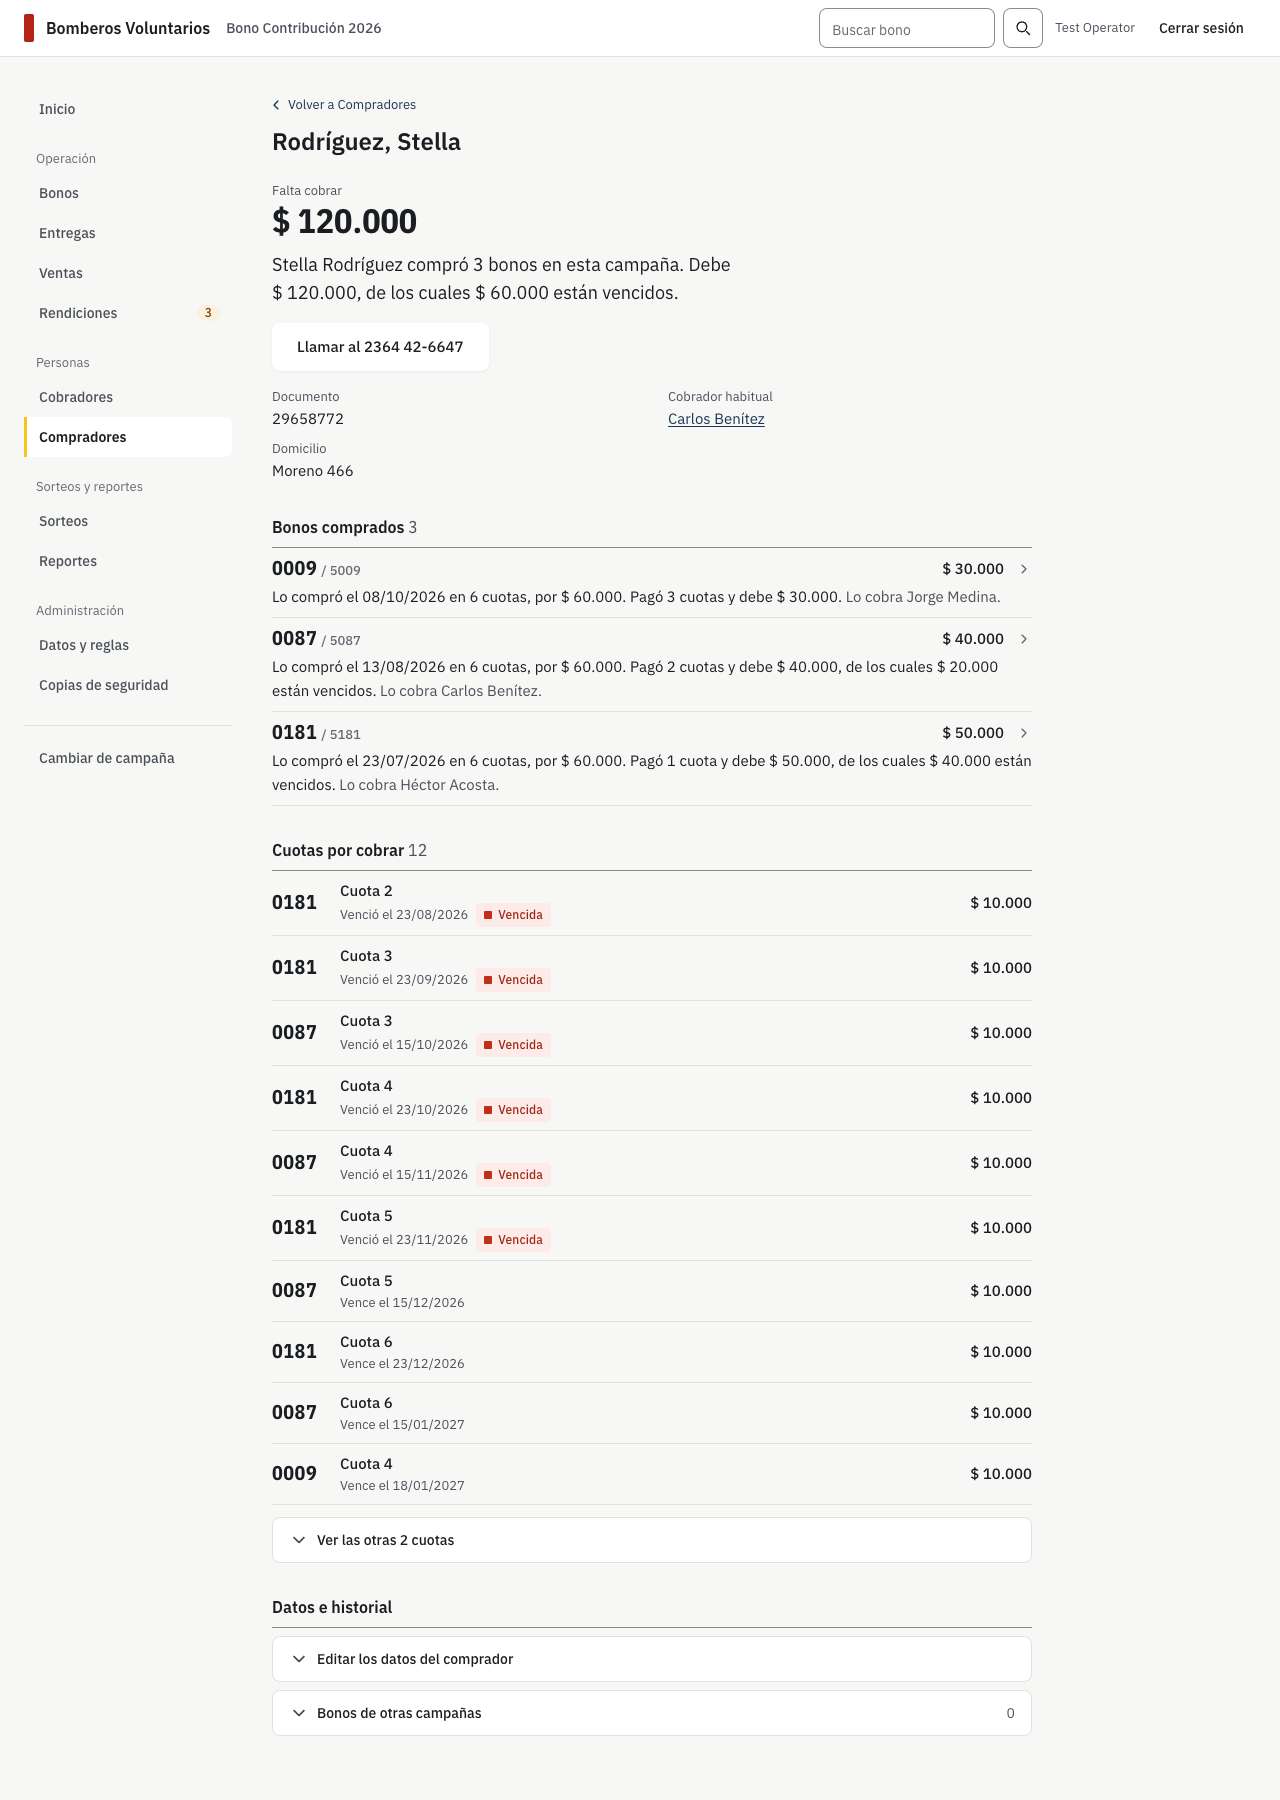 Bomberos Voluntarios
Bono Contribución 2026
Buscar bono
Test Operator
Cerrar sesión
Inicio
Operación
Bonos
Entregas
Ventas
Rendiciones 3
Personas
Cobradores
Compradores
Sorteos y reportes
Sorteos
Reportes
Administración
Datos y reglas
Copias de seguridad
Cambiar de campaña
Volver a Compradores
Rodríguez, Stella
Falta cobrar
$ 120.000
Stella Rodríguez compró 3 bonos en esta campaña. Debe
$ 120.000, de los cuales $ 60.000 están vencidos.
Llamar al 2364 42-6647
Documento
29658772
Cobrador habitual
Carlos Benítez
Domicilio
Moreno 466
Bonos comprados 3
0009 / 5009 $ 30.000
Lo compró el 08/10/2026 en 6 cuotas, por $ 60.000. Pagó 3 cuotas y debe $ 30.000. Lo cobra Jorge Medina.
0087 / 5087 $ 40.000
Lo compró el 13/08/2026 en 6 cuotas, por $ 60.000. Pagó 2 cuotas y debe $ 40.000, de los cuales $ 20.000
están vencidos. Lo cobra Carlos Benítez.
0181 / 5181 $ 50.000
Lo compró el 23/07/2026 en 6 cuotas, por $ 60.000. Pagó 1 cuota y debe $ 50.000, de los cuales $ 40.000 están
vencidos. Lo cobra Héctor Acosta.
Cuotas por cobrar 12
0181 Cuota 2 $ 10.000
Venció el 23/08/2026 Vencida
0181 Cuota 3 $ 10.000
Venció el 23/09/2026 Vencida
0087 Cuota 3 $ 10.000
Venció el 15/10/2026 Vencida
0181 Cuota 4 $ 10.000
Venció el 23/10/2026 Vencida
0087 Cuota 4 $ 10.000
Venció el 15/11/2026 Vencida
0181 Cuota 5 $ 10.000
Venció el 23/11/2026 Vencida
0087 Cuota 5 $ 10.000
Vence el 15/12/2026
0181 Cuota 6 $ 10.000
Vence el 23/12/2026
0087 Cuota 6 $ 10.000
Vence el 15/01/2027
0009 Cuota 4 $ 10.000
Vence el 18/01/2027
Ver las otras 2 cuotas
Datos e historial
Editar los datos del comprador
Bonos de otras campañas 0